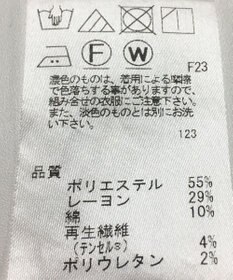 F
W
F23
濃色のものは、着用による摩擦
で色落ちする事がありますので、
組み合せの衣服にご注意下さい。
また、淡色のものとは別にお洗
い下さい。
123
品質
ポリエステル 55%
レーヨン 29%
綿 10%
再生繊維
(テンセル®) 4%
ポリウレタン 2%